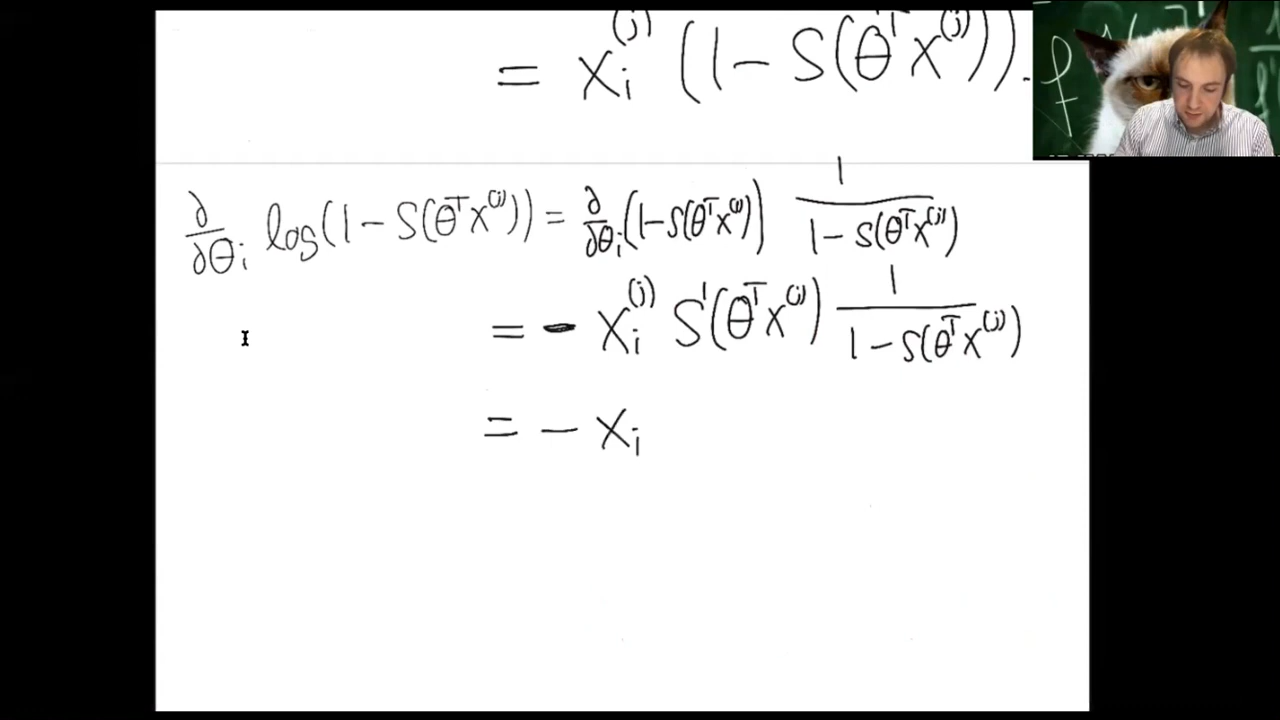 = x_i^{(j)} (1 - S(θ^T x^{(j)})).
∂/∂θ_i log(1 - S(θ^T x^{(j)})) = ∂/∂θ_i (1 - S(θ^T x^{(j)})) 1/(1 - S(θ^T x^{(j)}))
= - x_i^{(j)} S'(θ^T x^{(j)}) 1/(1 - S(θ^T x^{(j)}))
= - x_i